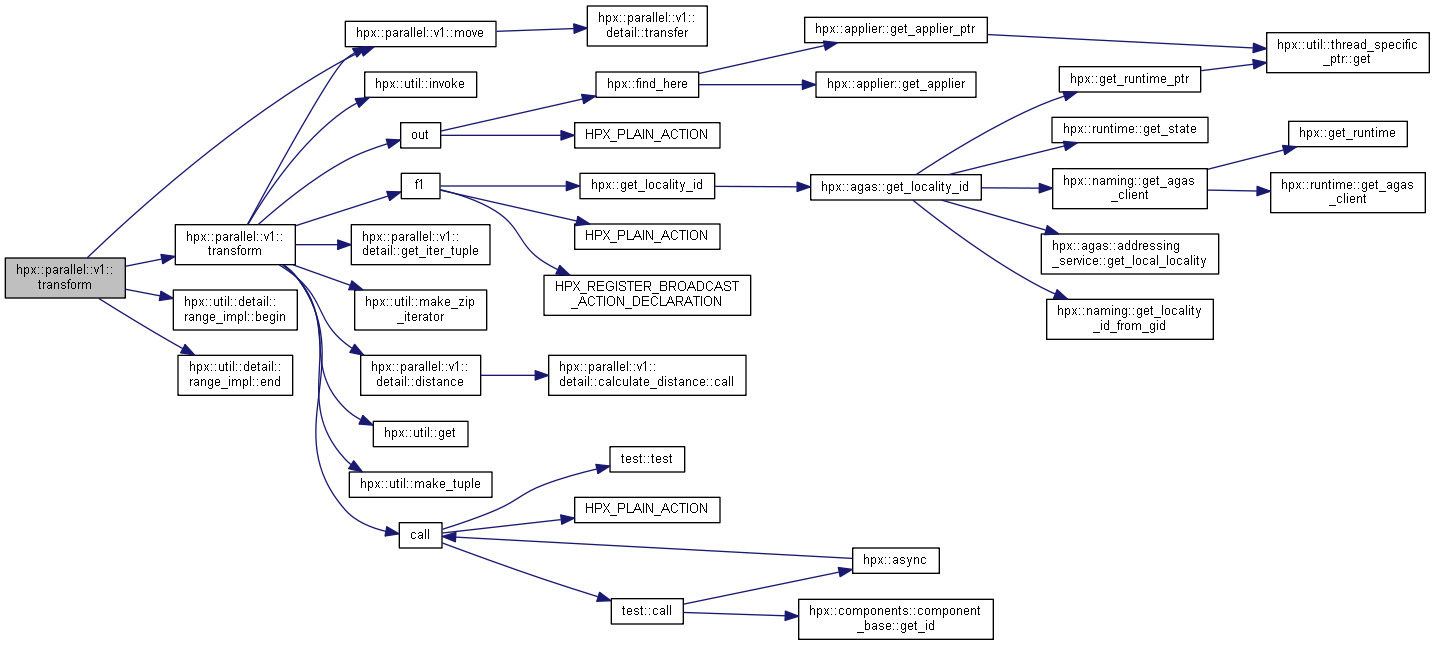 hpx::parallel::v1::
transform
hpx::parallel::v1::move
hpx::parallel::v1::
transform
hpx::util::detail::
range_impl::begin
hpx::util::detail::
range_impl::end
hpx::parallel::v1::
detail::transfer
hpx::util::invoke
out
f1
hpx::parallel::v1::
detail::get_iter_tuple
hpx::util::make_zip
_iterator
hpx::parallel::v1::
detail::distance
hpx::util::get
hpx::util::make_tuple
call
hpx::find_here
HPX_PLAIN_ACTION
hpx::get_locality_id
HPX_PLAIN_ACTION
HPX_REGISTER_BROADCAST
_ACTION_DECLARATION
hpx::parallel::v1::
detail::calculate_distance::call
test::test
HPX_PLAIN_ACTION
test::call
hpx::applier::get_applier_ptr
hpx::applier::get_applier
hpx::agas::get_locality_id
hpx::async
hpx::components::component
_base::get_id
hpx::get_runtime_ptr
hpx::runtime::get_state
hpx::naming::get_agas
_client
hpx::agas::addressing
_service::get_local_locality
hpx::naming::get_locality
_id_from_gid
hpx::util::thread_specific
_ptr::get
hpx::get_runtime
hpx::runtime::get_agas
_client